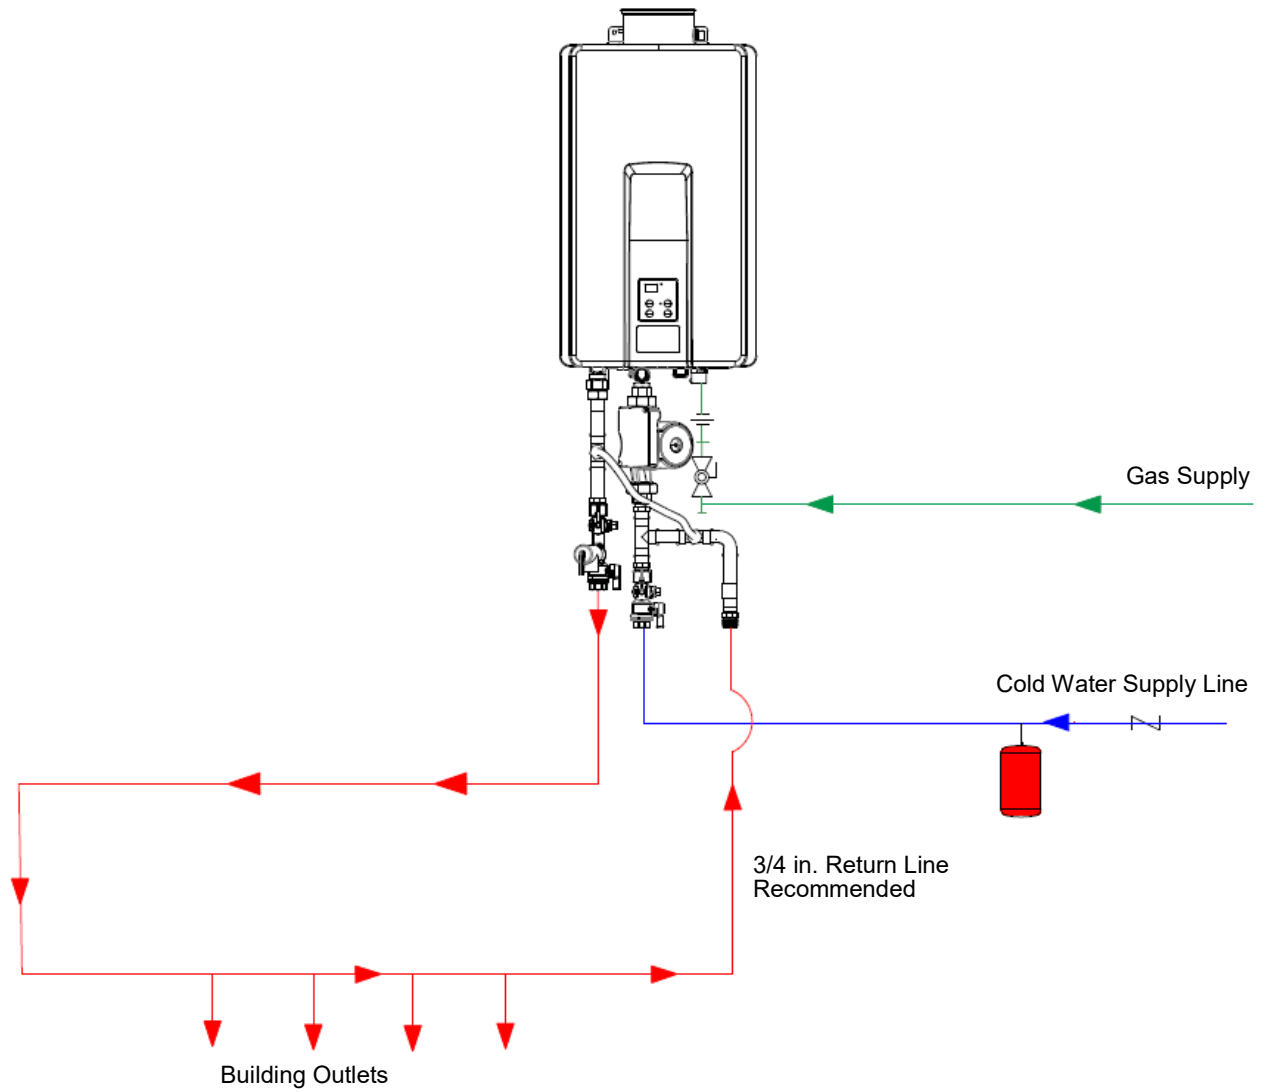 Gas Supply
Cold Water Supply Line
3/4 in. Return Line
Recommended
Building Outlets